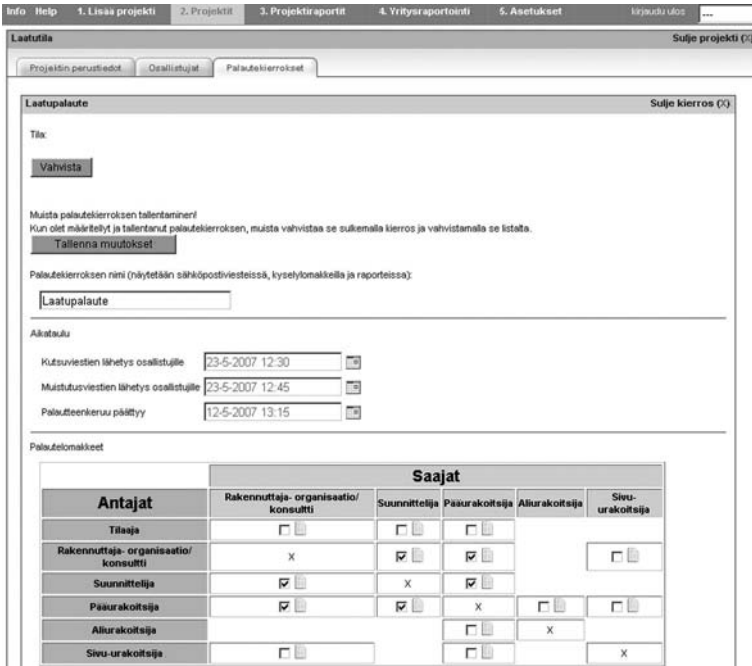 Info Help 1. Lisää projekti 2. Projektit 3. Projektiraportit 4. Yritysraportointi 5. Asetukset kirjaudu ulos ---
Laatutila Sulje projekti (X)
Projektin perustiedot Osallistujat Palautekierrokset
Laatupalaute Sulje kierros (X)
Tila:
Vahvista
Muista palautekierroksen tallentaminen!
Kun olet määritellyt ja tallentanut palautekierroksen, muista vahvistaa se sulkemalla kierros ja vahvistamalla se listalta.
Tallenna muutokset
Palautekierroksen nimi (näytetään sähköpostiviesteissä, kyselylomakkeilla ja raporteissa):
Laatupalaute
Aikataulu
Kutsuviestien lähetys osallistujille 23-5-2007 12:30
Muistutusviestien lähetys osallistujille 23-5-2007 12:45
Palautteenkeruu päättyy 12-5-2007 13:15
Palautelomakkeet
Saajat
Antajat Rakennuttaja- organisaatio/ konsultti Suunnittelija Pääurakoitsija Aliurakoitsija Sivu- urakoitsija
Tilaaja
Rakennuttaja- organisaatio/ konsultti X
Suunnittelija X
Pääurakoitsija X
Aliurakoitsija X
Sivu-urakoitsija X